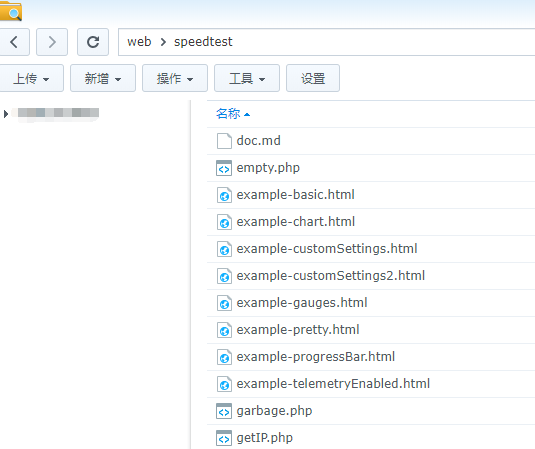 web > speedtest
上传 新增 操作 工具 设置
名称
doc.md
empty.php
example-basic.html
example-chart.html
example-customSettings.html
example-customSettings2.html
example-gauges.html
example-pretty.html
example-progressBar.html
example-telemetryEnabled.html
garbage.php
getIP.php